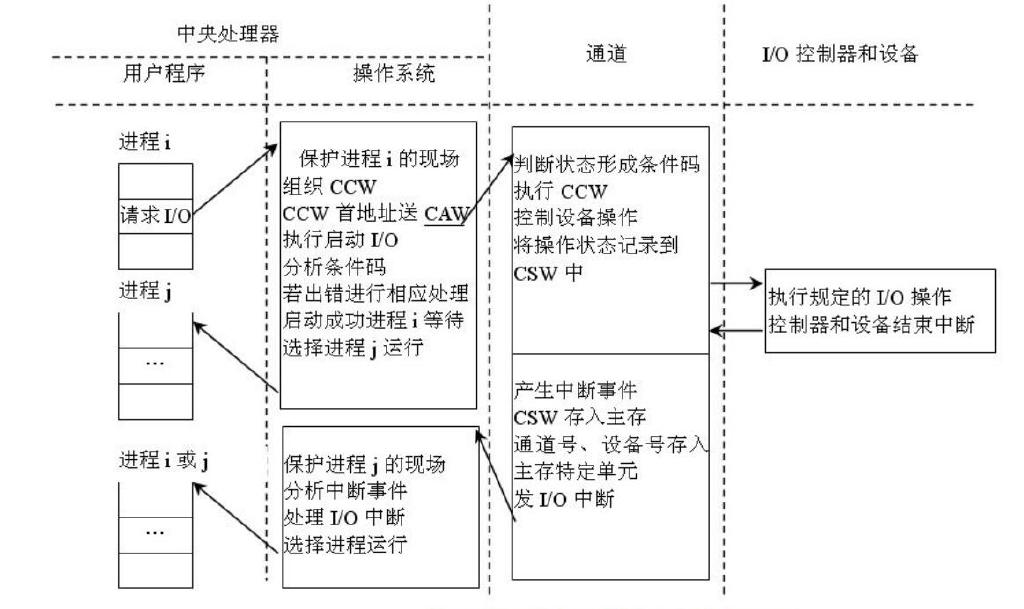 中央处理器
通道
I/O 控制器和设备
用户程序
操作系统
进程 i
请求 I/O
进程 j
…
进程 i 或 j
…
保护进程 i 的现场
组织 CCW
CCW 首地址送 CAW
执行启动 I/O
分析条件码
若出错进行相应处理
启动成功进程 i 等待
选择进程 j 运行
保护进程 j 的现场
分析中断事件
处理 I/O 中断
选择进程运行
判断状态形成条件码
执行 CCW
控制设备操作
将操作状态记录到
CSW 中
产生中断事件
CSW 存入主存
通道号、设备号存入
主存特定单元
发 I/O 中断
执行规定的 I/O 操作
控制器和设备结束中断